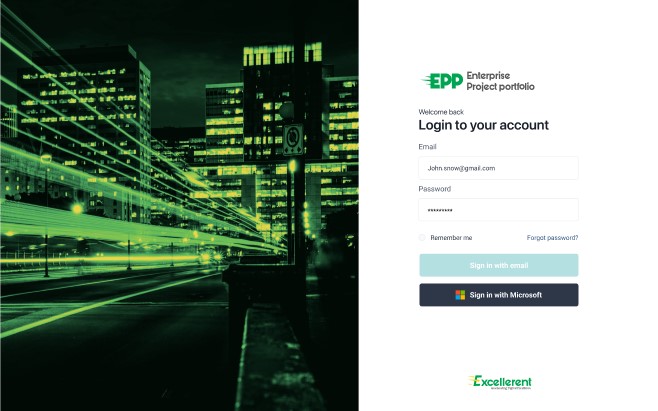 EPP Enterprise
Project portfolio
Welcome back
Login to your account
Email
John.snow@gmail.com
Password
*********
Remember me
Forgot password?
Sign in with email
Sign in with Microsoft
Excellerent